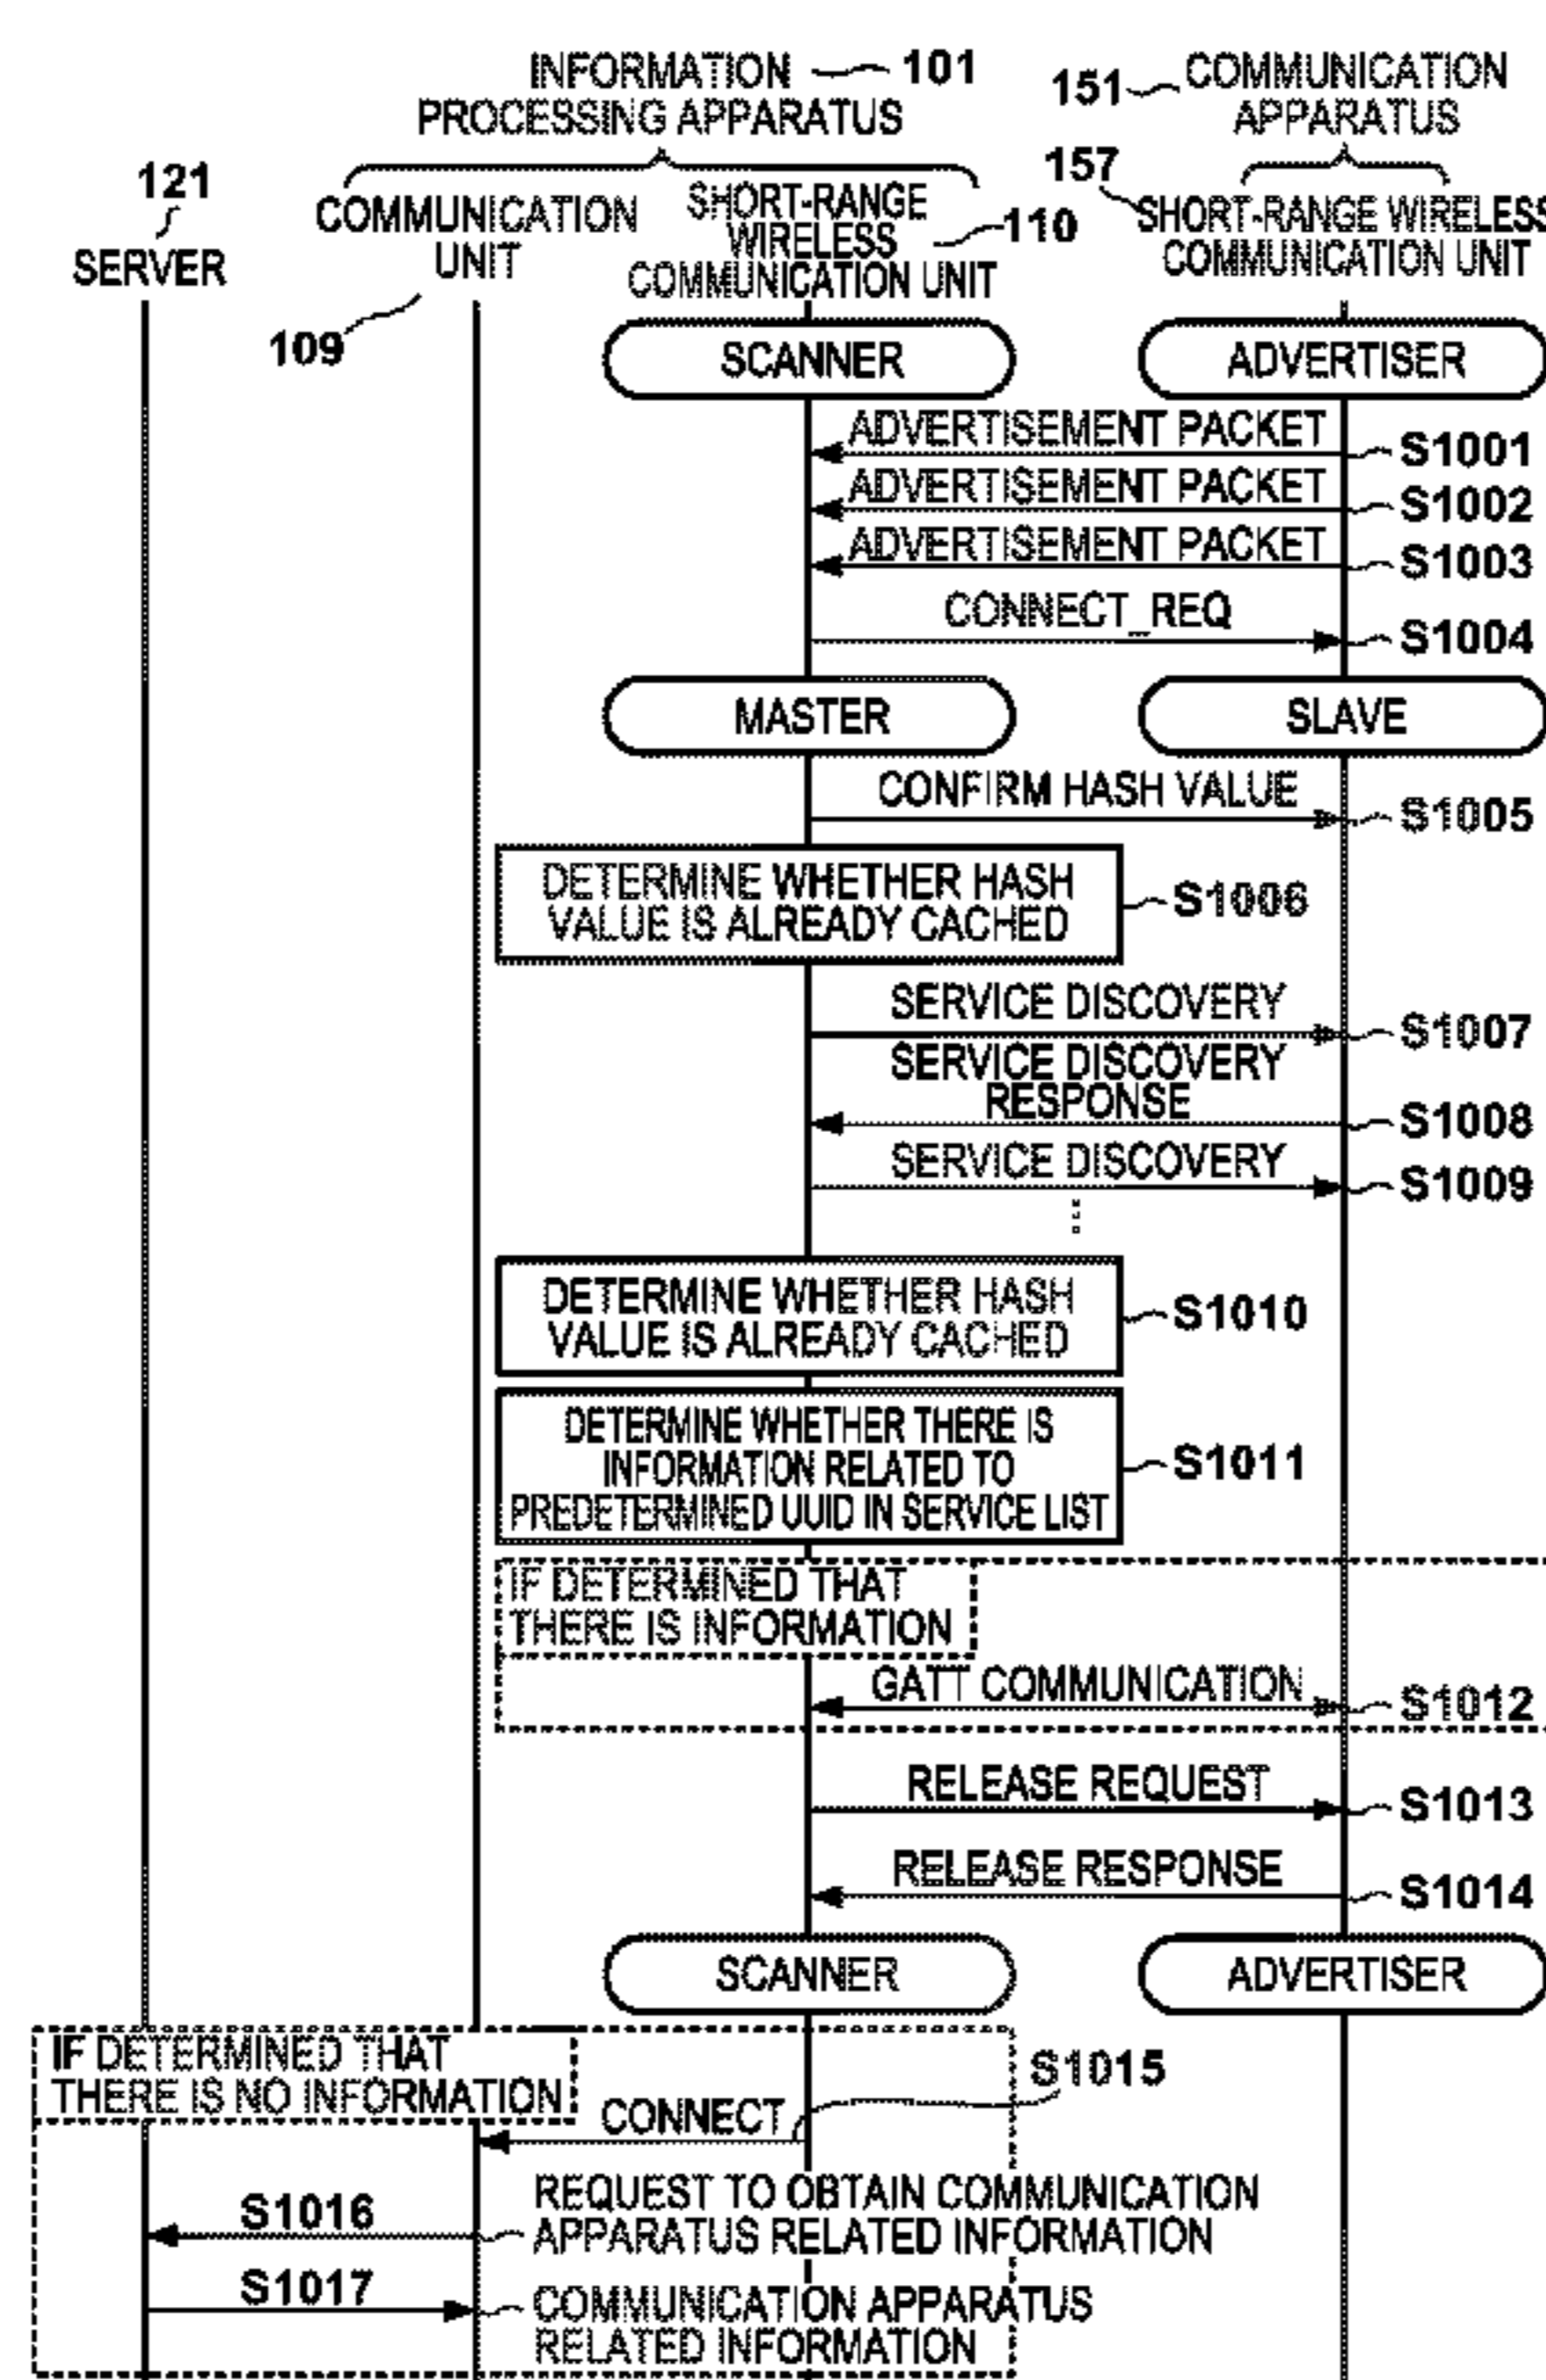 INFORMATION 101
PROCESSING APPARATUS
151 COMMUNICATION
APPARATUS
121
SERVER
COMMUNICATION
UNIT
109
SHORT-RANGE
WIRELESS
COMMUNICATION UNIT
110
157
SHORT-RANGE WIRELESS
COMMUNICATION UNIT
SCANNER
ADVERTISER
ADVERTISEMENT PACKET S1001
ADVERTISEMENT PACKET S1002
ADVERTISEMENT PACKET S1003
CONNECT_REQ S1004
MASTER
SLAVE
CONFIRM HASH VALUE S1005
DETERMINE WHETHER HASH
VALUE IS ALREADY CACHED
S1006
SERVICE DISCOVERY S1007
SERVICE DISCOVERY
RESPONSE S1008
SERVICE DISCOVERY S1009
DETERMINE WHETHER HASH
VALUE IS ALREADY CACHED
S1010
DETERMINE WHETHER THERE IS
INFORMATION RELATED TO
PREDETERMINED UUID IN SERVICE LIST
S1011
IF DETERMINED THAT
THERE IS INFORMATION
GATT COMMUNICATION S1012
RELEASE REQUEST S1013
RELEASE RESPONSE S1014
SCANNER
ADVERTISER
IF DETERMINED THAT
THERE IS NO INFORMATION
S1015
CONNECT
S1016
REQUEST TO OBTAIN COMMUNICATION
APPARATUS RELATED INFORMATION
S1017
COMMUNICATION APPARATUS
RELATED INFORMATION